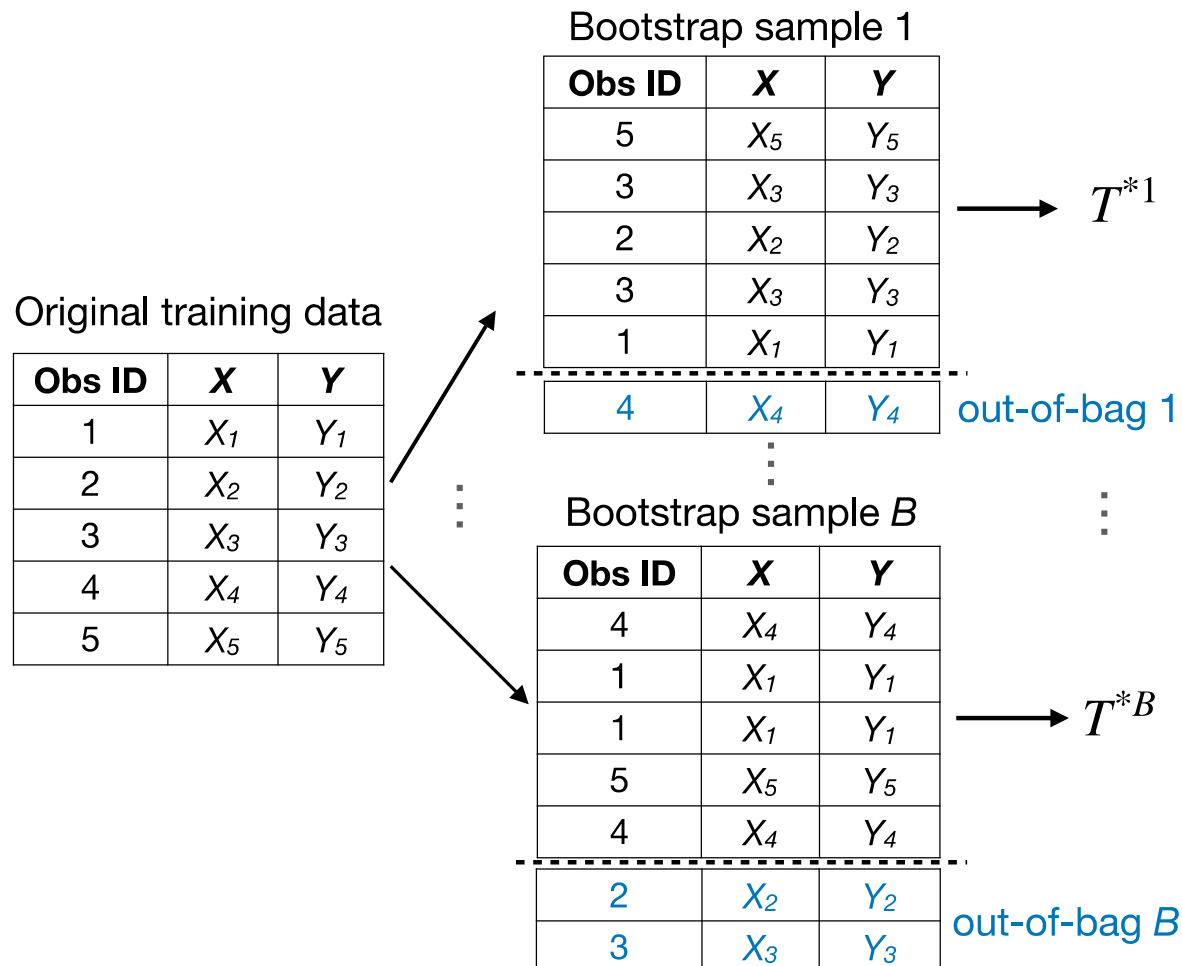 Bootstrap sample 1
Obs ID X Y
5 X5 Y5
3 X3 Y3
2 X2 Y2
3 X3 Y3
1 X1 Y1
4 X4 Y4
out-of-bag 1
T*1
Original training data
Obs ID X Y
1 X1 Y1
2 X2 Y2
3 X3 Y3
4 X4 Y4
5 X5 Y5
Bootstrap sample B
Obs ID X Y
4 X4 Y4
1 X1 Y1
1 X1 Y1
5 X5 Y5
4 X4 Y4
2 X2 Y2
3 X3 Y3
out-of-bag B
T*B